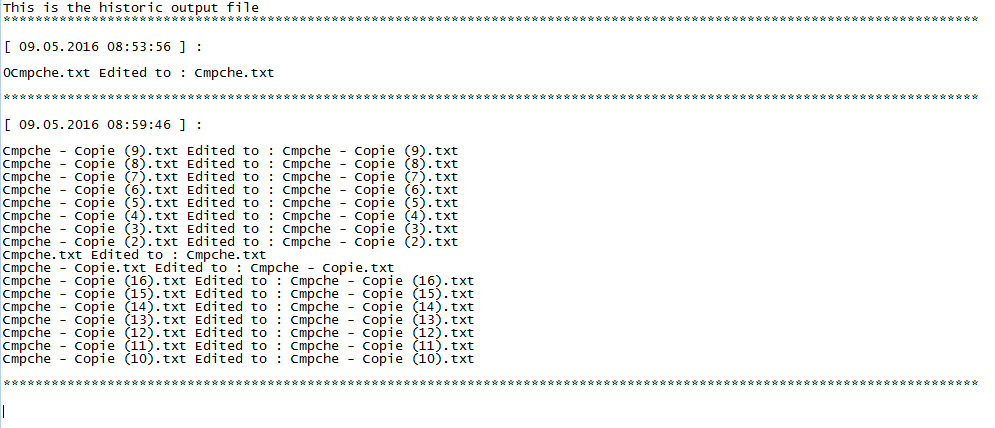 This is the historic output file
**************************************************************************************************************************
[ 09.05.2016 08:53:56 ] :
OCmpche.txt Edited to : Cmpche.txt
**************************************************************************************************************************
[ 09.05.2016 08:59:46 ] :
Cmpche - Copie (9).txt Edited to : Cmpche - Copie (9).txt
Cmpche - Copie (8).txt Edited to : Cmpche - Copie (8).txt
Cmpche - Copie (7).txt Edited to : Cmpche - Copie (7).txt
Cmpche - Copie (6).txt Edited to : Cmpche - Copie (6).txt
Cmpche - Copie (5).txt Edited to : Cmpche - Copie (5).txt
Cmpche - Copie (4).txt Edited to : Cmpche - Copie (4).txt
Cmpche - Copie (3).txt Edited to : Cmpche - Copie (3).txt
Cmpche - Copie (2).txt Edited to : Cmpche - Copie (2).txt
Cmpche.txt Edited to : Cmpche.txt
Cmpche - Copie.txt Edited to : Cmpche - Copie.txt
Cmpche - Copie (16).txt Edited to : Cmpche - Copie (16).txt
Cmpche - Copie (15).txt Edited to : Cmpche - Copie (15).txt
Cmpche - Copie (14).txt Edited to : Cmpche - Copie (14).txt
Cmpche - Copie (13).txt Edited to : Cmpche - Copie (13).txt
Cmpche - Copie (12).txt Edited to : Cmpche - Copie (12).txt
Cmpche - Copie (11).txt Edited to : Cmpche - Copie (11).txt
Cmpche - Copie (10).txt Edited to : Cmpche - Copie (10).txt
**************************************************************************************************************************